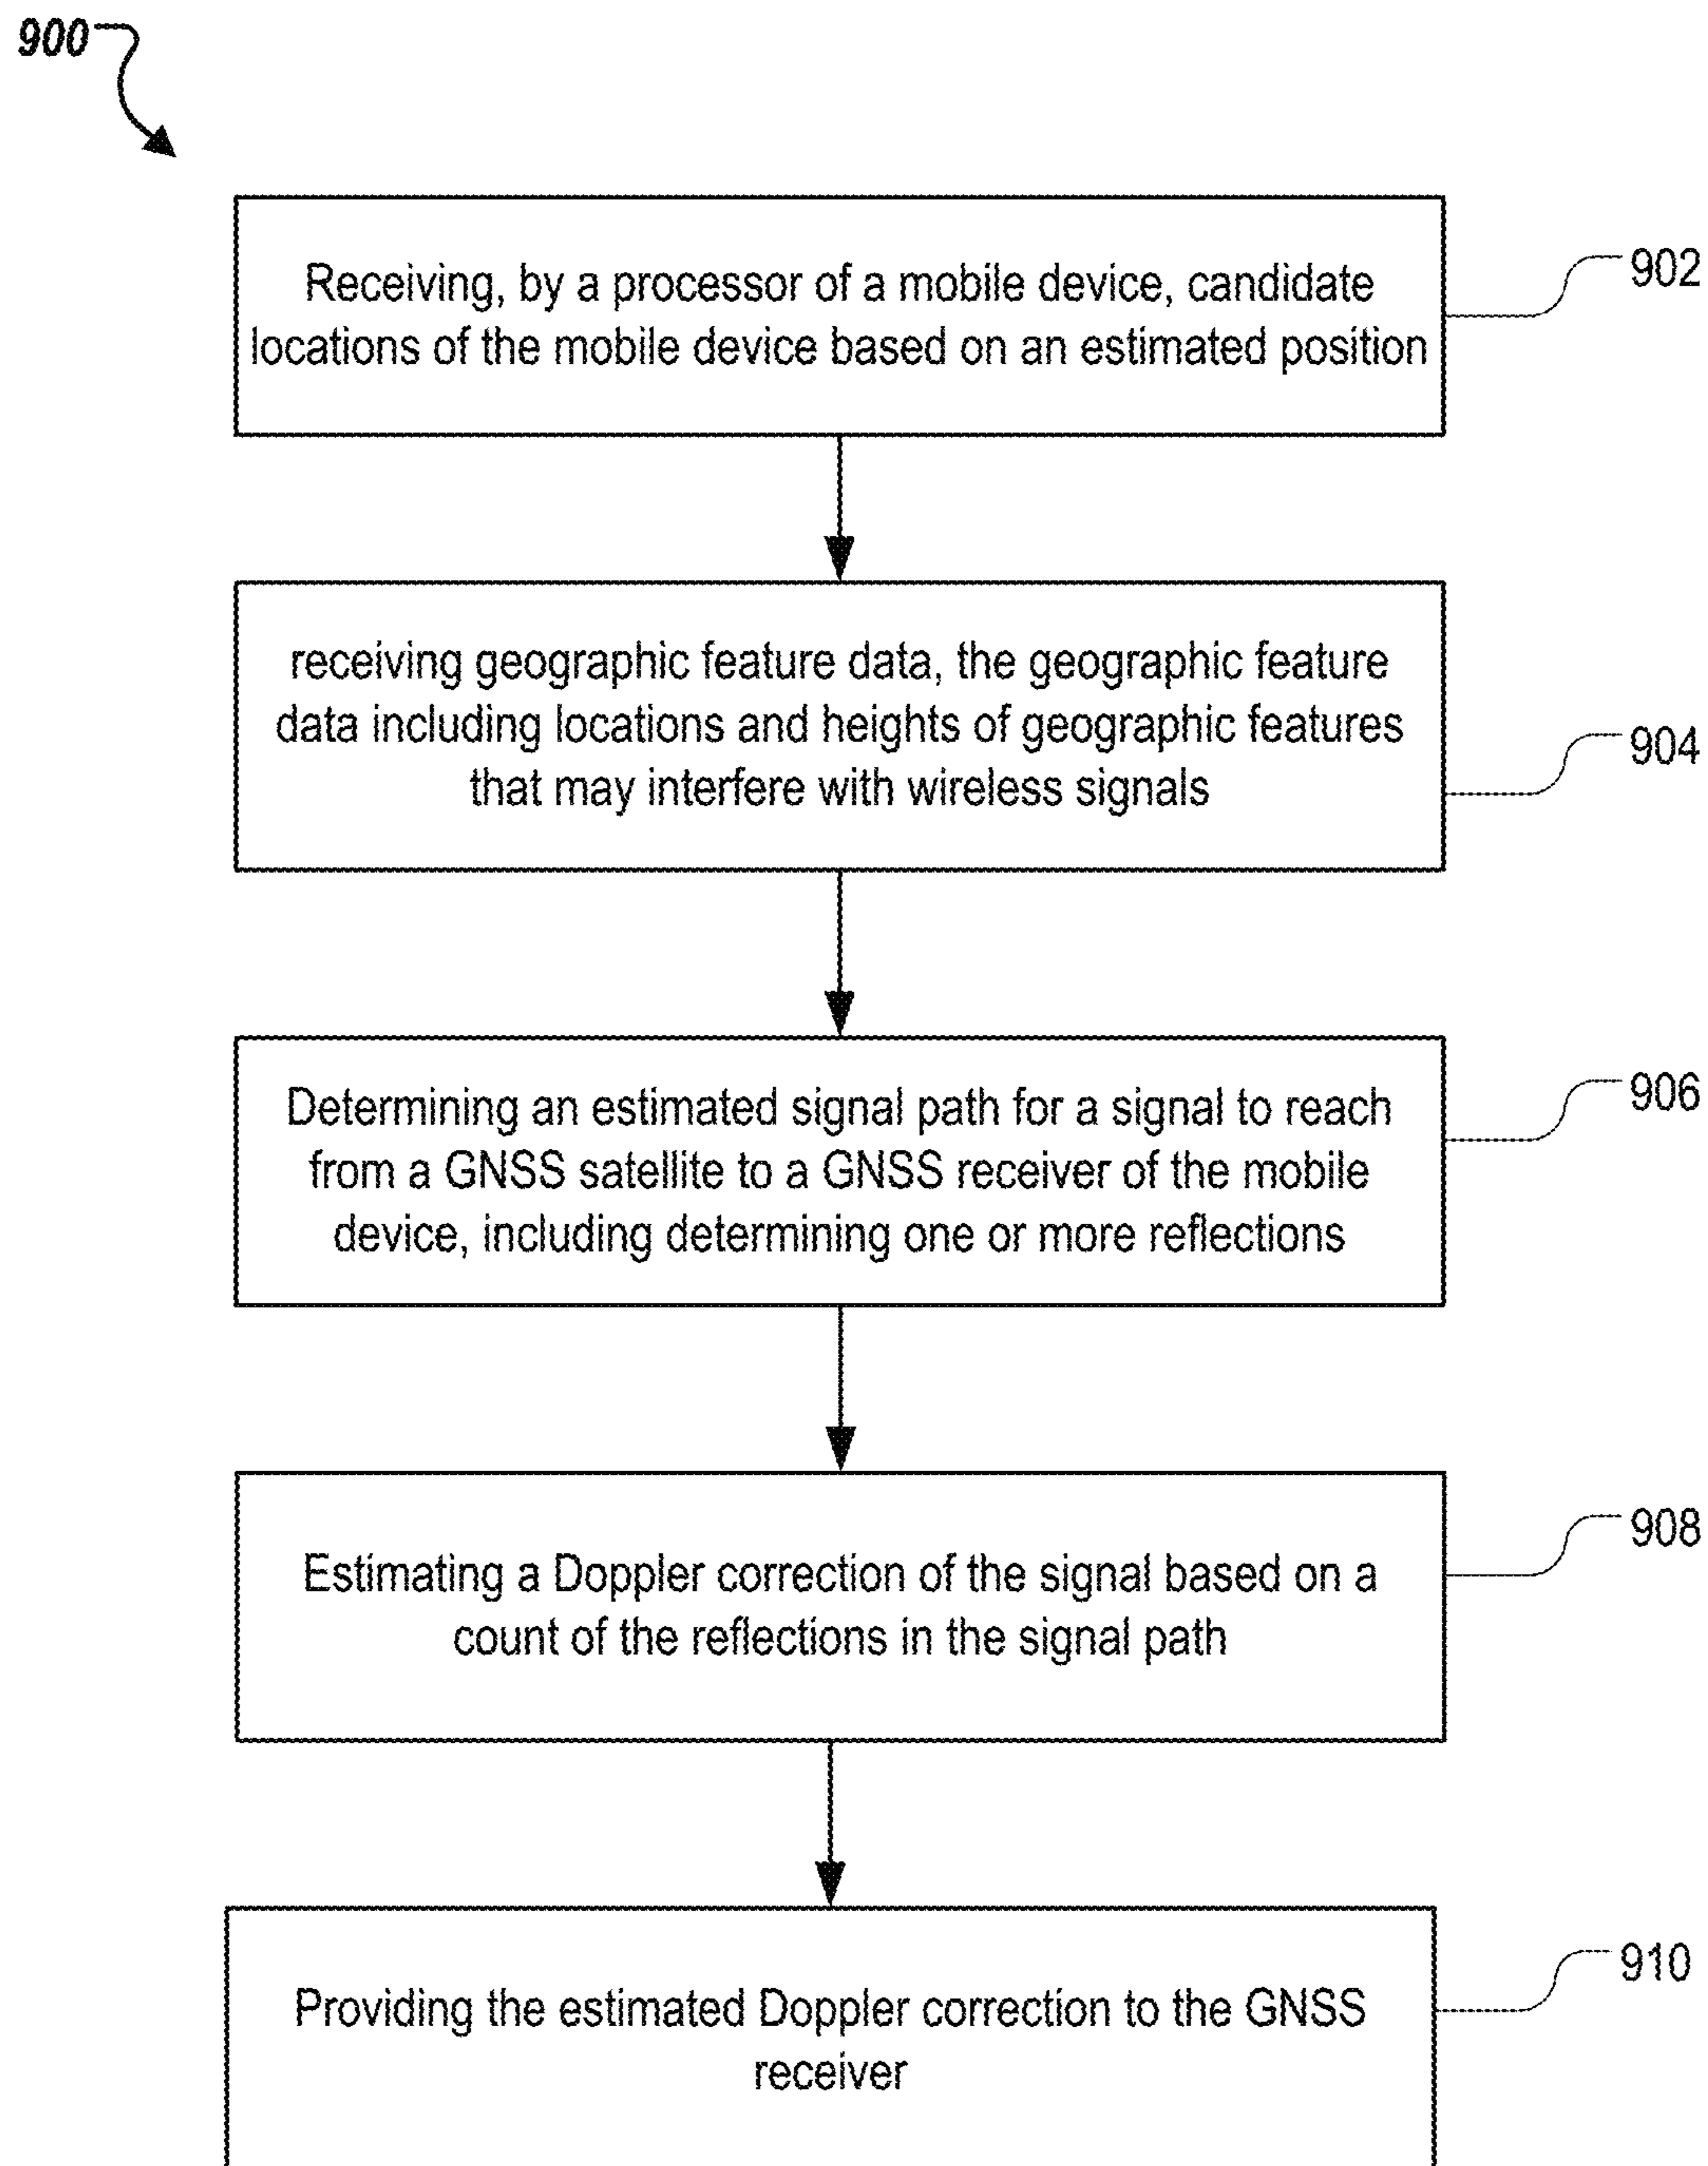 900
Receiving, by a processor of a mobile device, candidate
locations of the mobile device based on an estimated position
902
receiving geographic feature data, the geographic feature
data including locations and heights of geographic features
that may interfere with wireless signals
904
Determining an estimated signal path for a signal to reach
from a GNSS satellite to a GNSS receiver of the mobile
device, including determining one or more reflections
906
Estimating a Doppler correction of the signal based on a
count of the reflections in the signal path
908
Providing the estimated Doppler correction to the GNSS
receiver
910